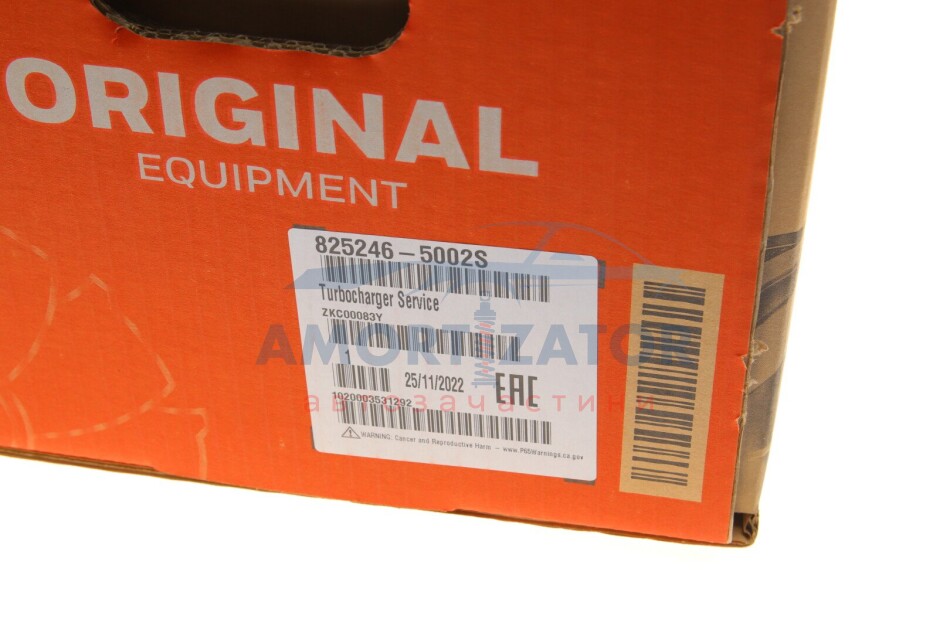 ORIGINAL
EQUIPMENT
825246-5002S
Turbocharger Service
ZKC00083Y
AMORTIZATOR
1
25/11/2022
EAC
автозачастини
1020003531292
WARNING: Cancer and Reproductive Harm - www.P65Warnings.ca.gov